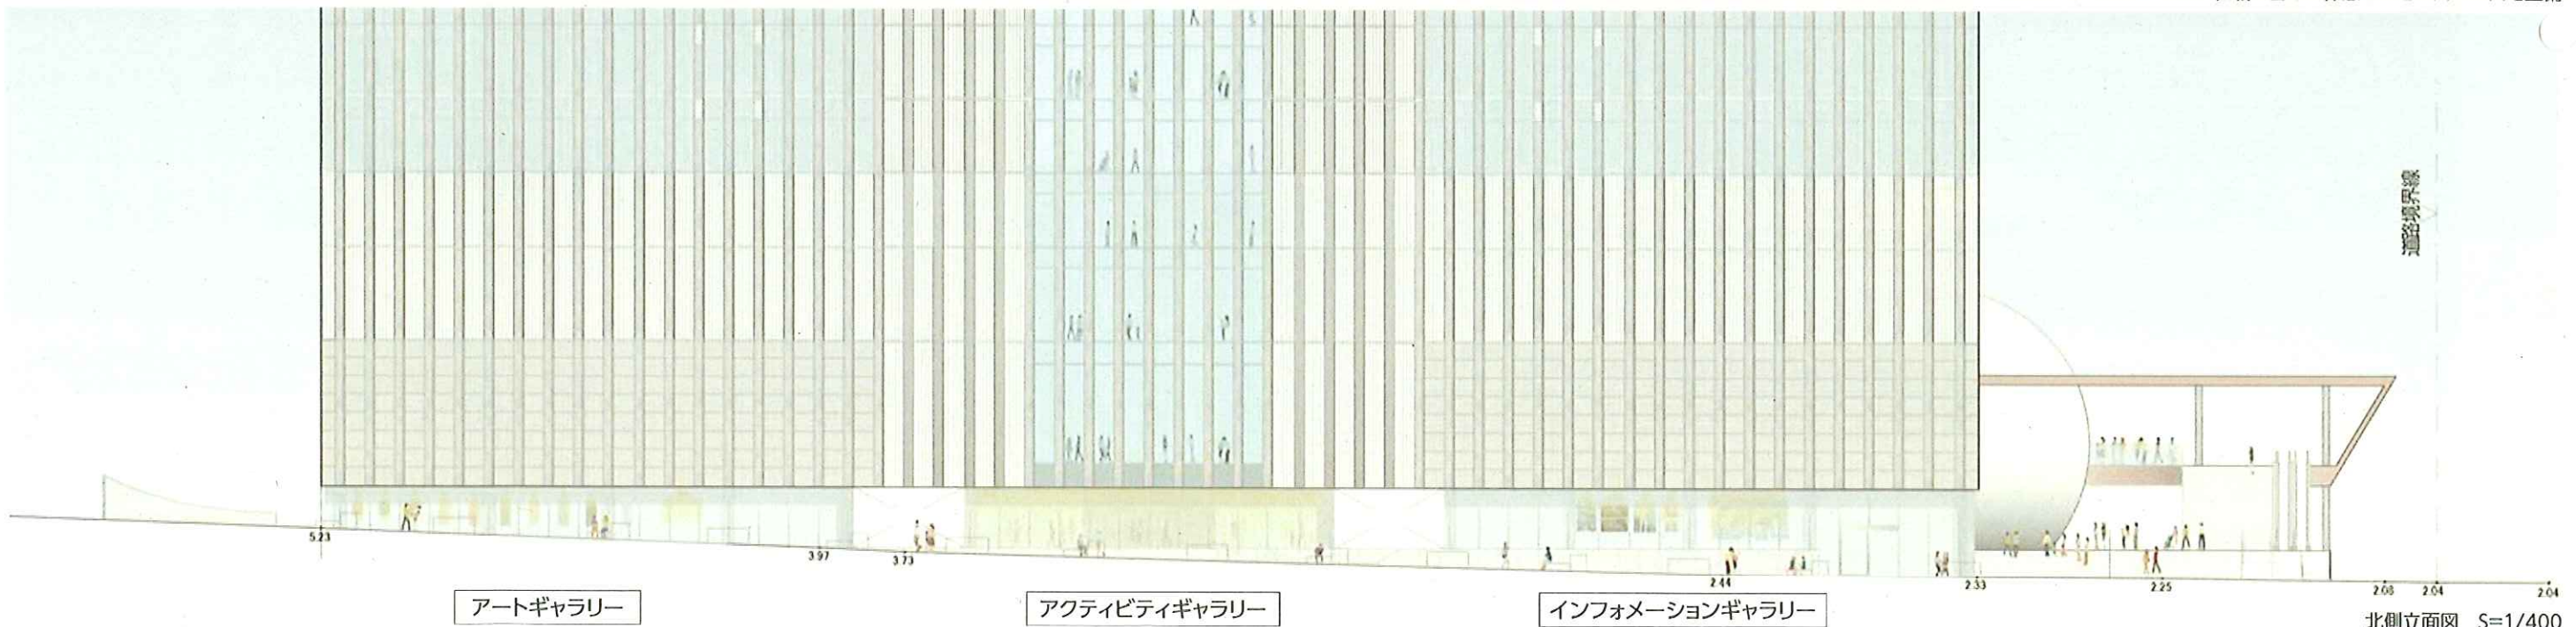 道路境界線
5.23
3.97
3.73
2.44
2.33
2.25
2.08
2.04
2.04
アートギャラリー
アクティビティギャラリー
インフォメーションギャラリー
北側立面図 S=1/400